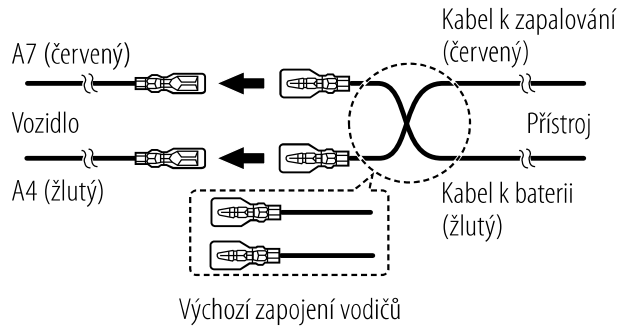 Kabel k zapalování
(červený)
A7 (červený)
Vozidlo
Přístroj
A4 (žlutý)
Kabel k baterii
(žlutý)
Výchozí zapojení vodičů